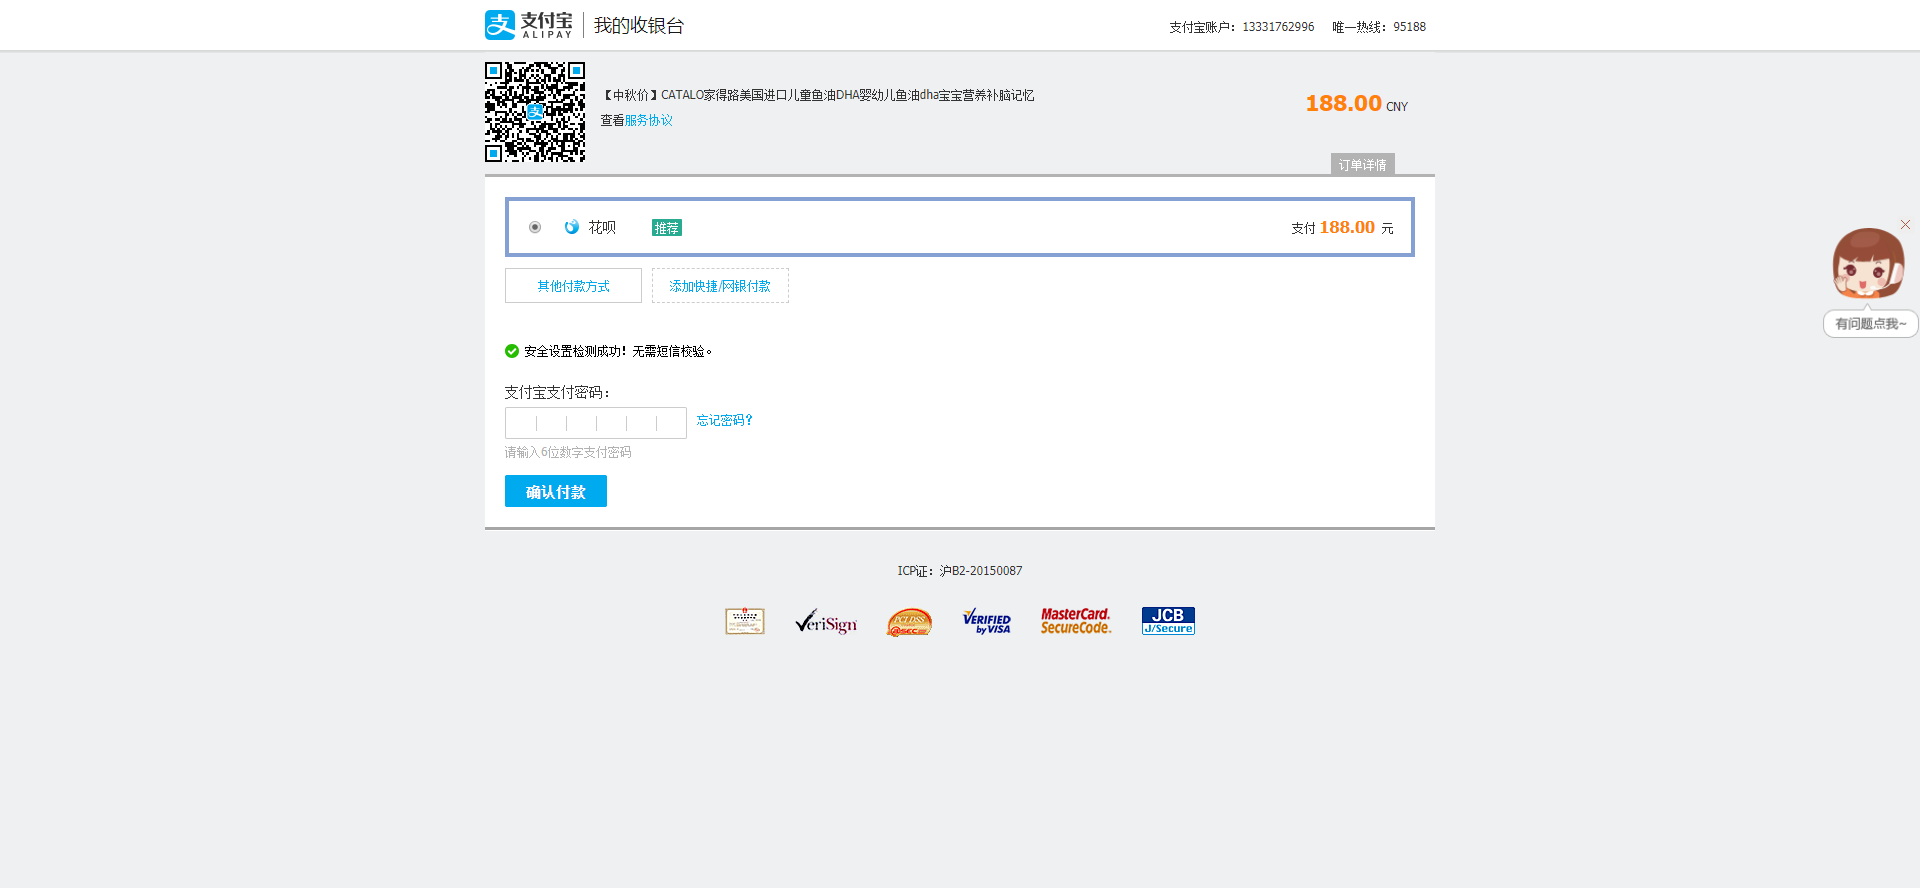 支付宝
ALIPAY
我的收银台
支付宝账户：13331762996 唯一热线：95188
【中秋价】CATALO家得路美国进口儿童鱼油DHA婴幼儿鱼油dha宝宝营养补脑记忆
188.00 CNY
查看服务协议
订单详情
花呗 推荐 支付 188.00 元
其他付款方式 添加快捷/网银付款
有问题点我~
安全设置检测成功！无需短信校验。
支付宝支付密码：
忘记密码？
请输入6位数字支付密码
确认付款
ICP证：沪B2-20150087
VeriSign
PCI DSS
@SEC
VERIFIED
by VISA
MasterCard.
SecureCode.
JCB
J/Secure